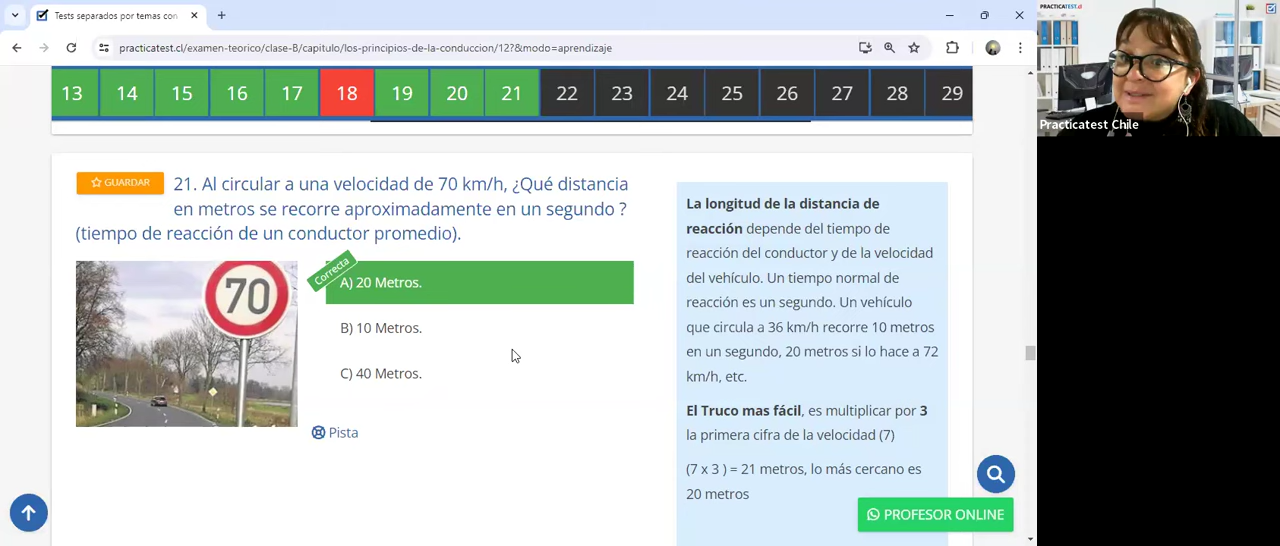 Tests separados por temas con
practicatest.cl/examen-teorico/clase-B/capitulo/los-principios-de-la-conduccion/12?&modo=aprendizaje
PRACTICATEST.cl
Practicatest Chile
13 14 15 16 17 18 19 20 21 22 23 24 25 26 27 28 29
GUARDAR
21. Al circular a una velocidad de 70 km/h, ¿Qué distancia
en metros se recorre aproximadamente en un segundo ?
(tiempo de reacción de un conductor promedio).
70
Correcta
A) 20 Metros.
B) 10 Metros.
C) 40 Metros.
Pista
La longitud de la distancia de
reacción depende del tiempo de
reacción del conductor y de la velocidad
del vehículo. Un tiempo normal de
reacción es un segundo. Un vehículo
que circula a 36 km/h recorre 10 metros
en un segundo, 20 metros si lo hace a 72
km/h, etc.
El Truco mas fácil, es multiplicar por 3
la primera cifra de la velocidad (7)
(7 x 3 ) = 21 metros, lo más cercano es
20 metros
PROFESOR ONLINE